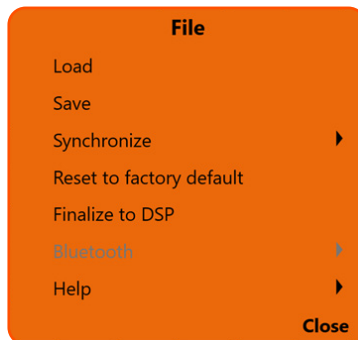 File
Load
Save
Synchronize
Reset to factory default
Finalize to DSP
Bluetooth
Help
Close